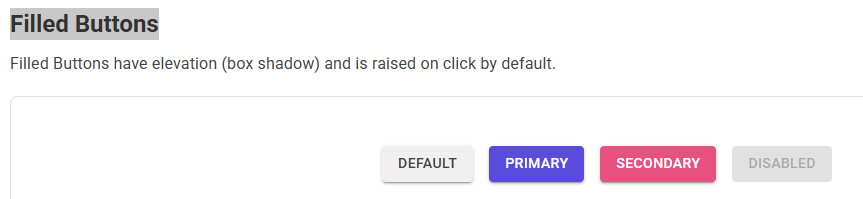 Filled Buttons
Filled Buttons have elevation (box shadow) and is raised on click by default.
DEFAULT PRIMARY SECONDARY DISABLED